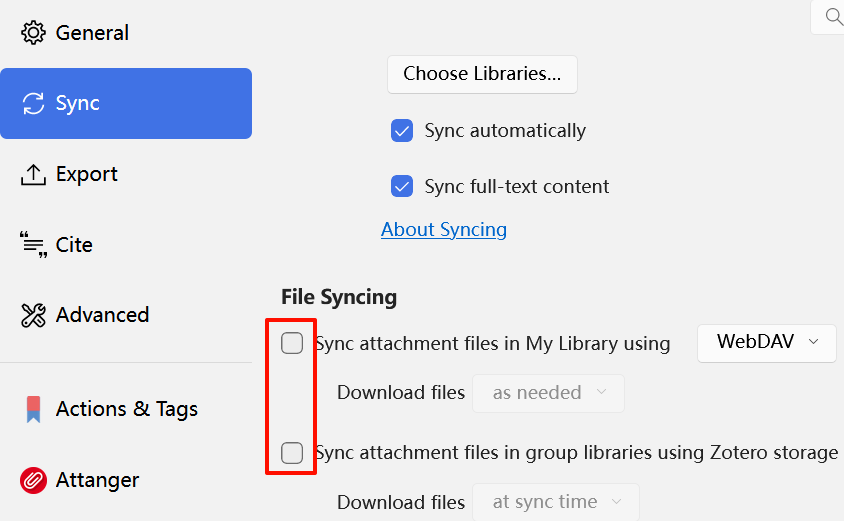 General
Sync
Export
Cite
Advanced
Actions & Tags
Attanger
Choose Libraries...
Sync automatically
Sync full-text content
About Syncing
File Syncing
Sync attachment files in My Library using WebDAV
Download files as needed
Sync attachment files in group libraries using Zotero storage
Download files at sync time